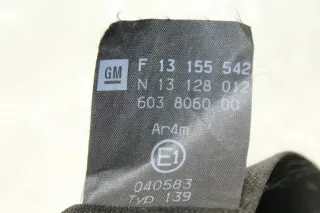 GM F 13 155 542
N 13 128 012
603 8060 00
Ar4m
E1
040583
Typ 139